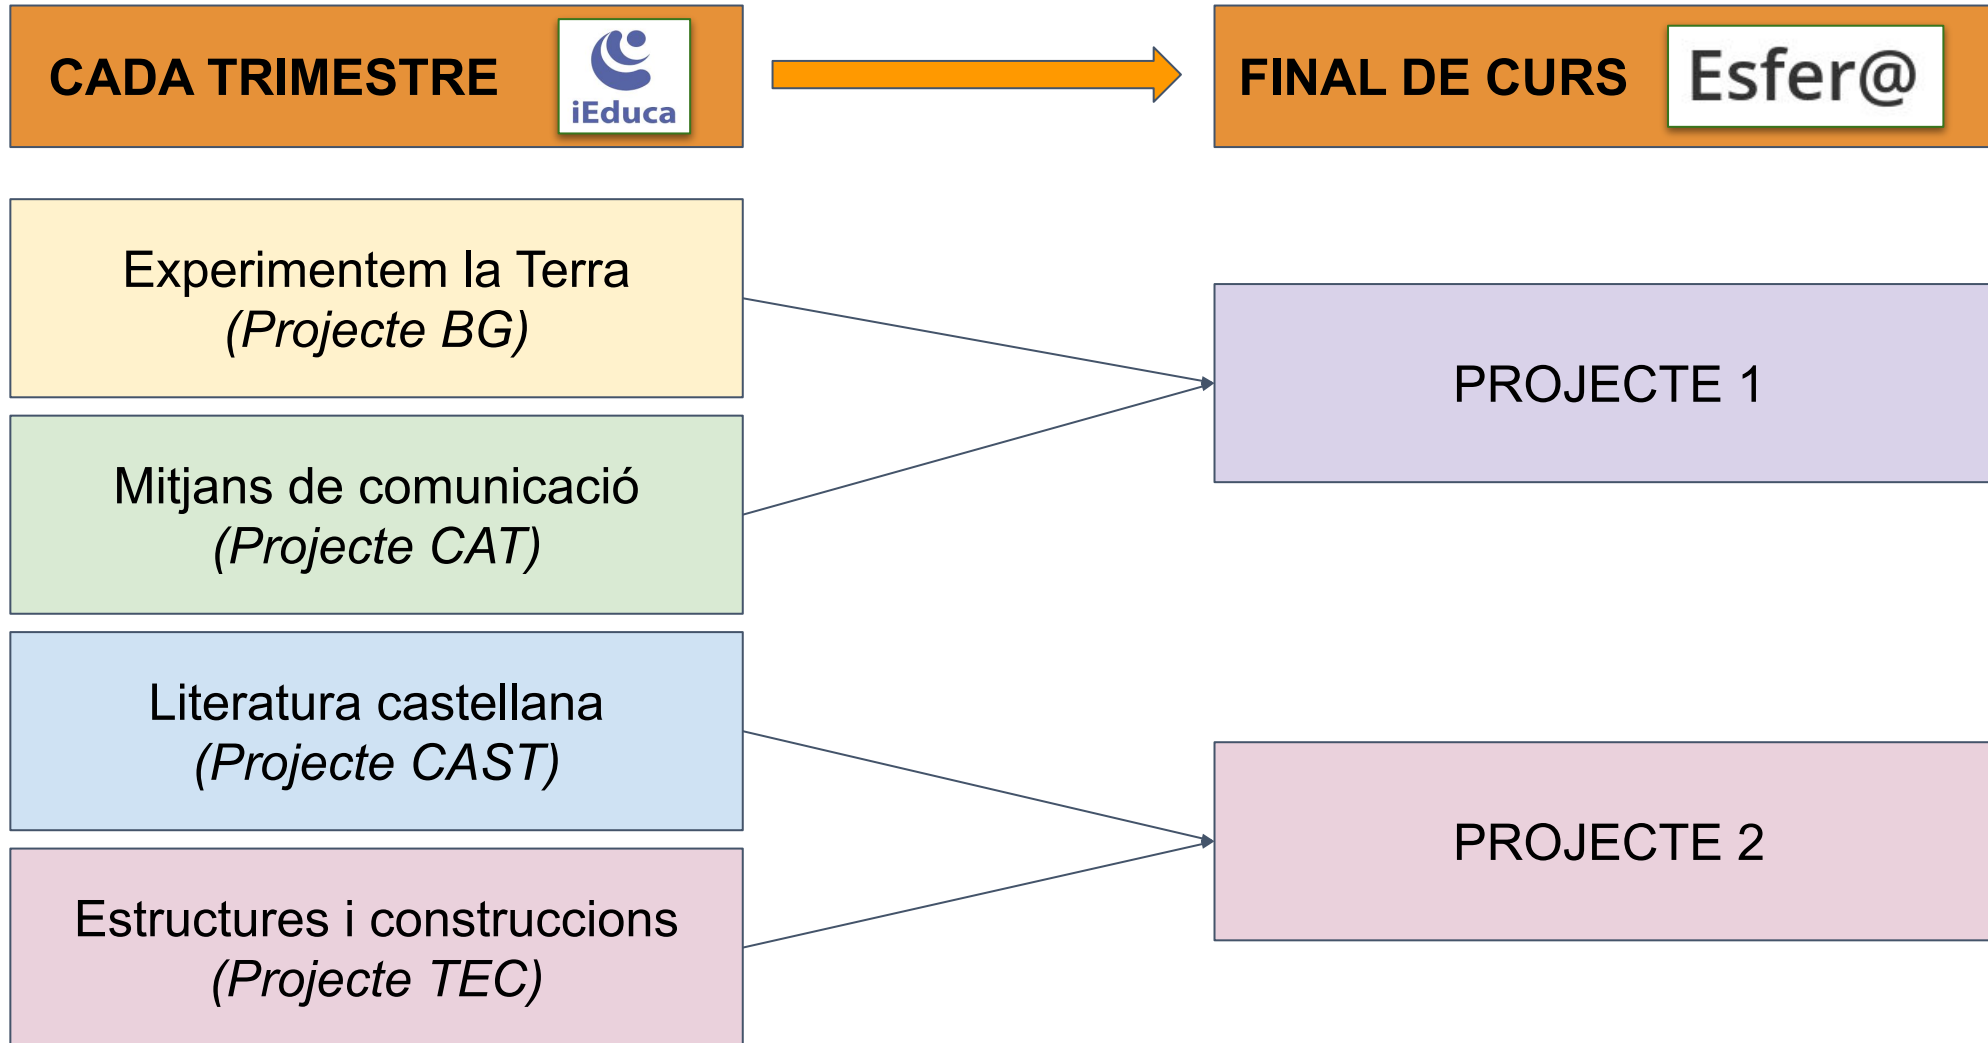 CADA TRIMESTRE
iEduca
FINAL DE CURS
Esfer@
Experimentem la Terra
(Projecte BG)
Mitjans de comunicació
(Projecte CAT)
Literatura castellana
(Projecte CAST)
Estructures i construccions
(Projecte TEC)
PROJECTE 1
PROJECTE 2